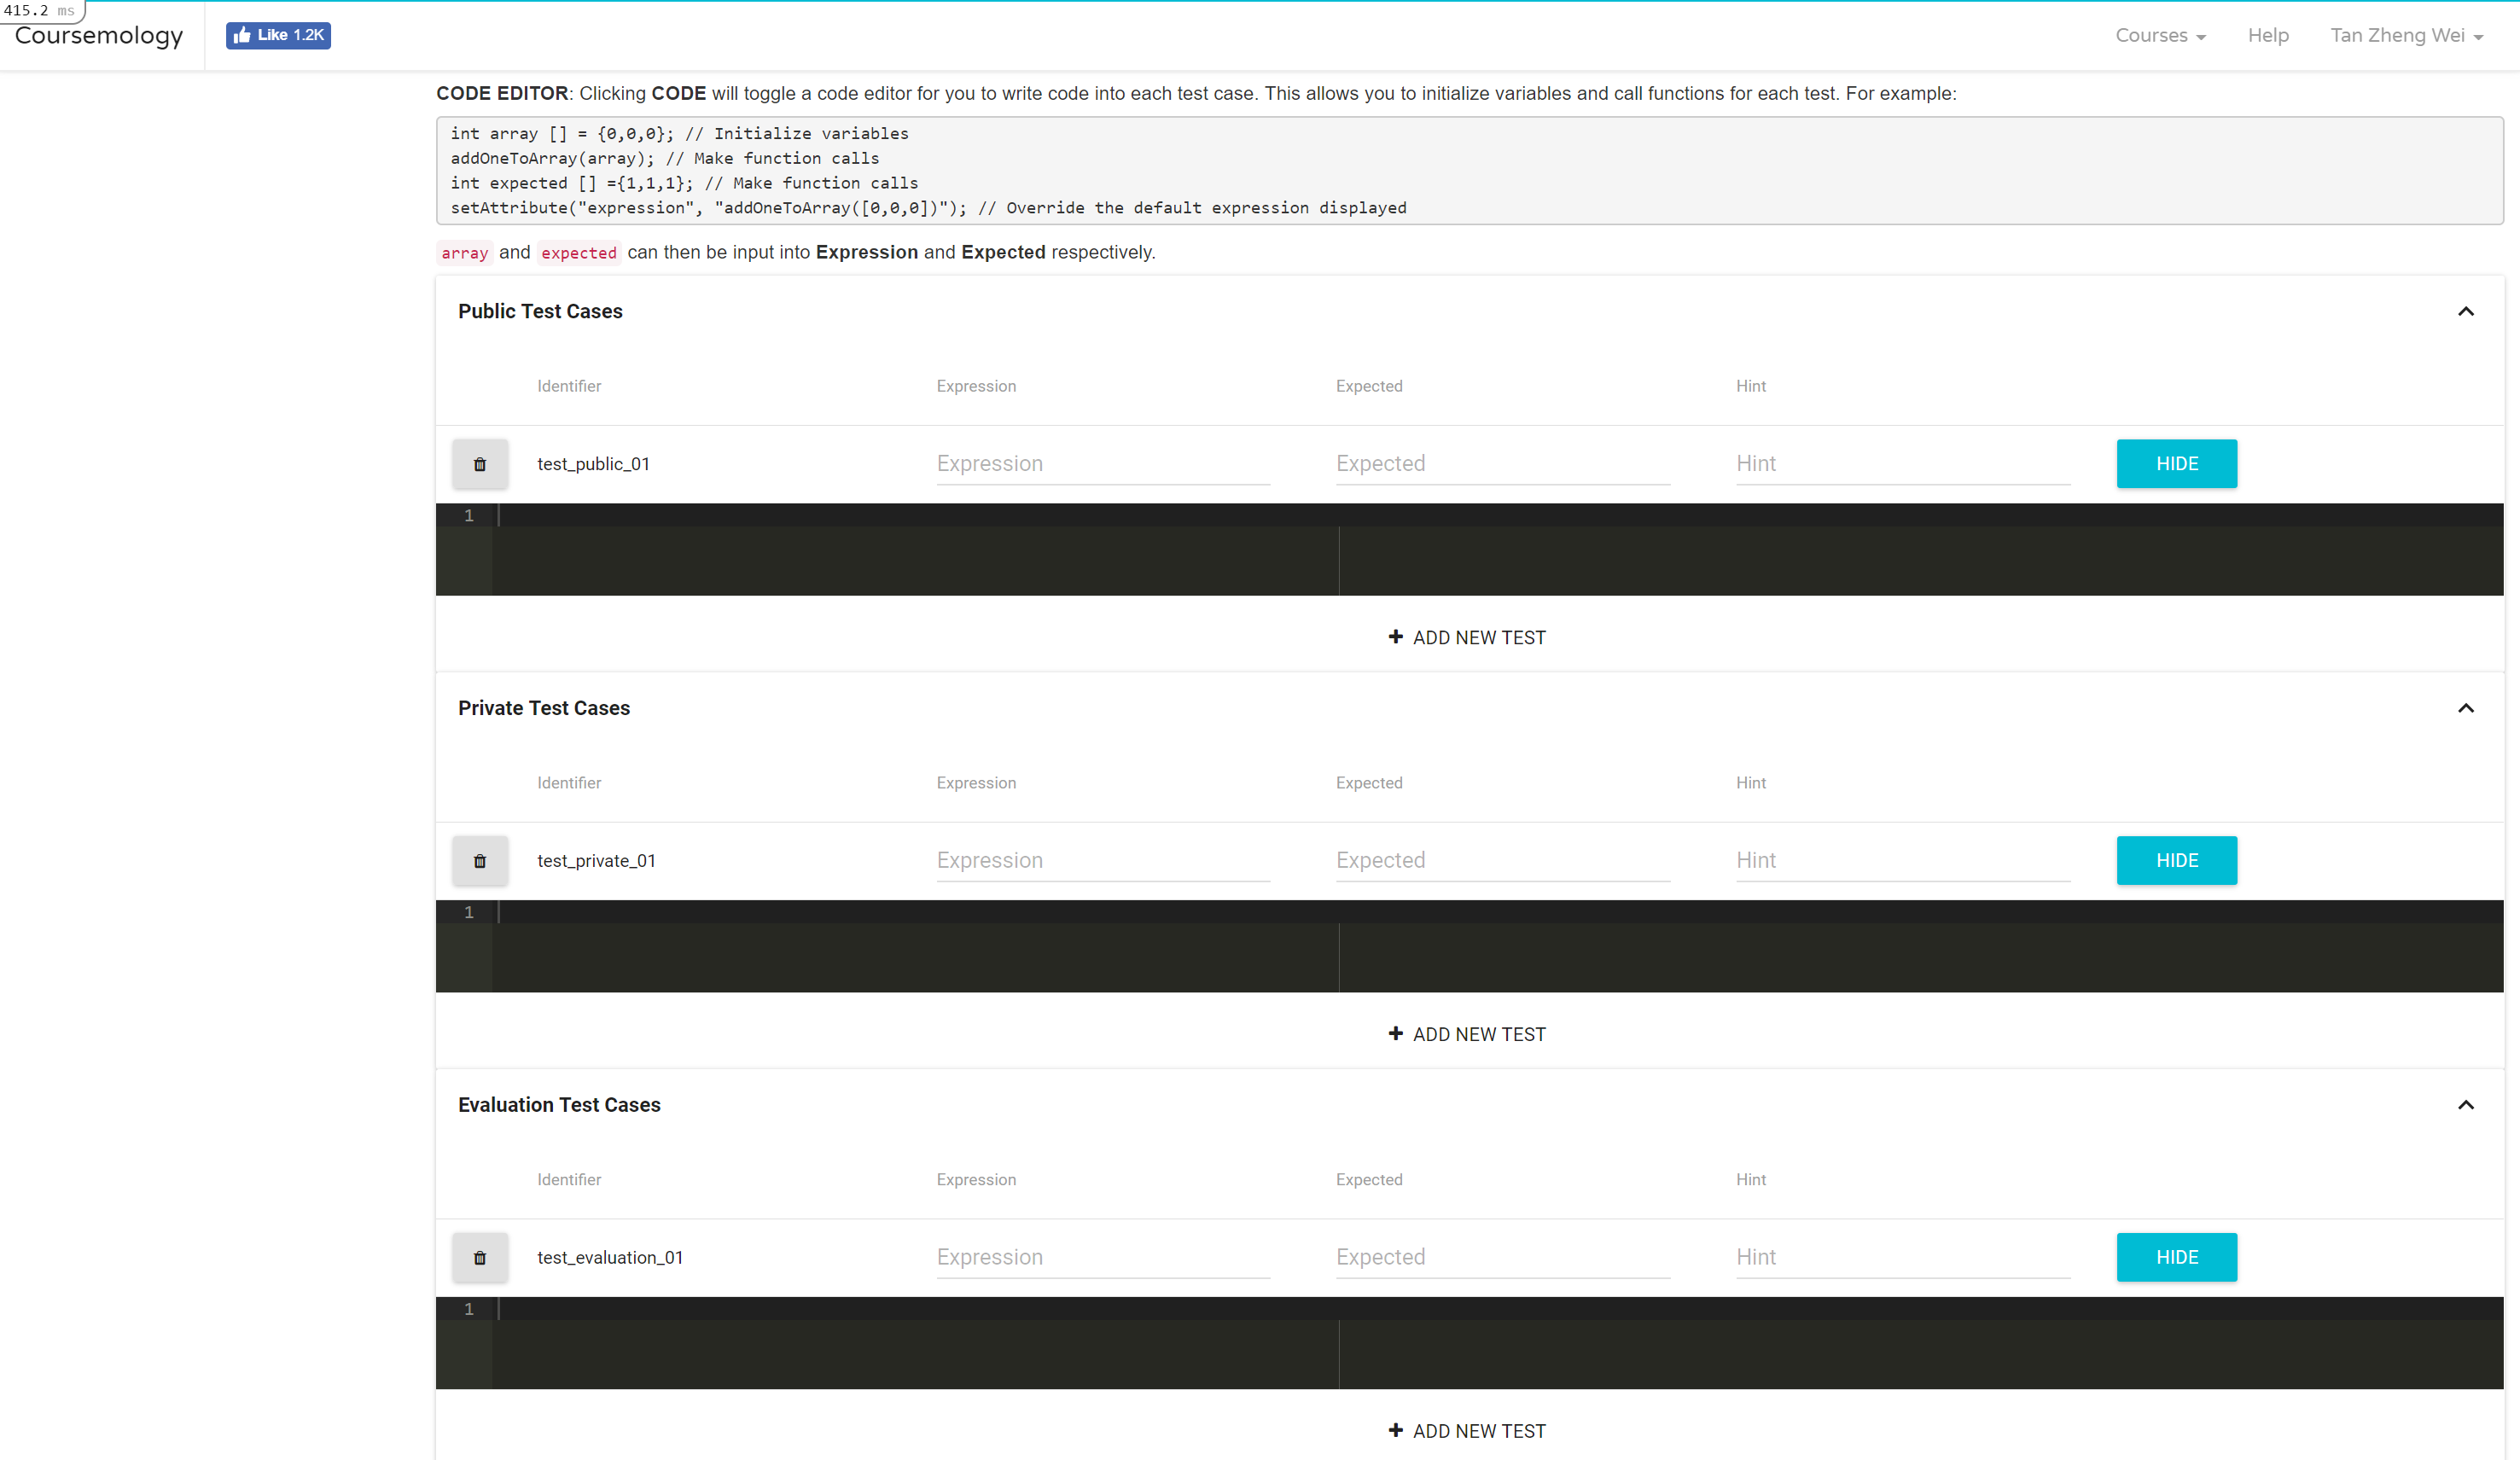 415.2 ms
Coursemology
Like 1.2K
Courses
Help
Tan Zheng Wei
CODE EDITOR: Clicking CODE will toggle a code editor for you to write code into each test case. This allows you to initialize variables and call functions for each test. For example:
int array [] = {0,0,0}; // Initialize variables
addOneToArray(array); // Make function calls
int expected [] ={1,1,1}; // Make function calls
setAttribute("expression", "addOneToArray([0,0,0])"); // Override the default expression displayed
array and expected can then be input into Expression and Expected respectively.
Public Test Cases
Identifier Expression Expected Hint
test_public_01 Expression Expected Hint HIDE
1
ADD NEW TEST
Private Test Cases
Identifier Expression Expected Hint
test_private_01 Expression Expected Hint HIDE
1
ADD NEW TEST
Evaluation Test Cases
Identifier Expression Expected Hint
test_evaluation_01 Expression Expected Hint HIDE
1
ADD NEW TEST